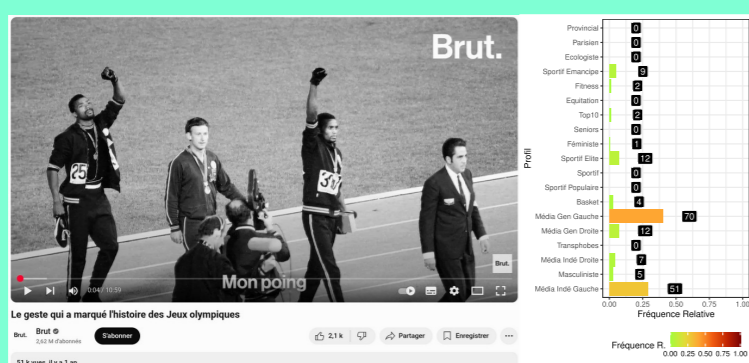 Brut.
25
Brut.
Mon poing
0:04 / 10:59
Le geste qui a marqué l'histoire des Jeux olympiques
Brut.
Brut
2,62 M d'abonnés
S'abonner
2,1 k
Partager
Enregistrer
51 k vues il y a 1 an
Profil
Provincial 0
Parisien 0
Ecologiste 0
Sportif Emancipe 9
Fitness 2
Equitation 0
Top10 2
Seniors 0
Féministe 1
Sportif Elite 12
Sportif 0
Sportif Populaire 0
Basket 4
Média Gen Gauche 70
Média Gen Droite 12
Transphobes 0
Média Indé Droite 7
Masculiniste 5
Média Indé Gauche 51
0.00 0.25 0.50 0.75 1.00
Fréquence Relative
Fréquence R.
0.00 0.25 0.50 0.75